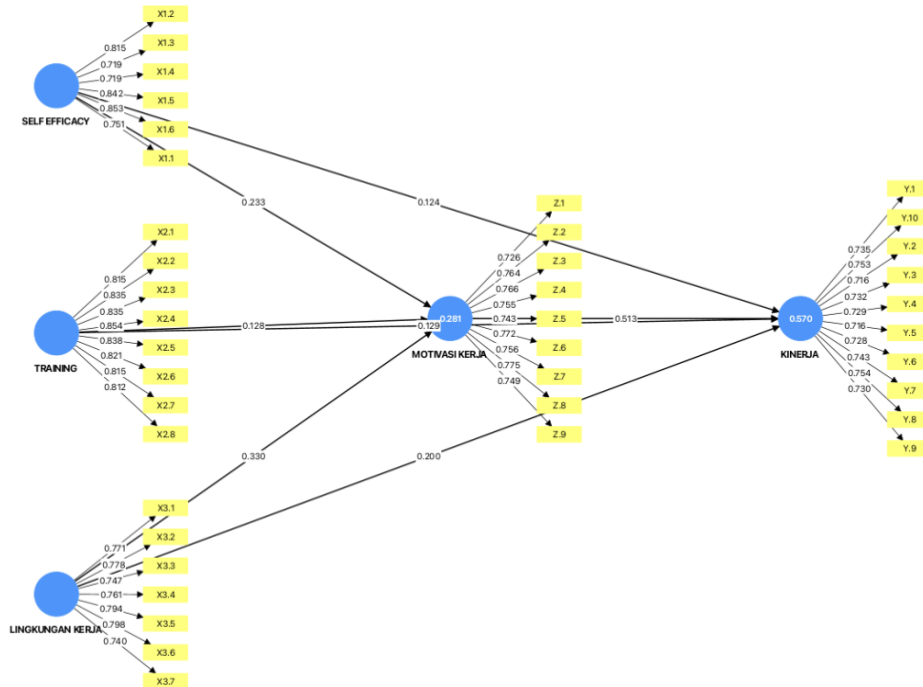 X1.2
X1.3
X1.4
X1.5
X1.6
X1.1
0.815
0.719
0.719
0.842
0.853
0.751
SELF EFFICACY
0.233
0.124
X2.1
X2.2
X2.3
X2.4
X2.5
X2.6
X2.7
X2.8
0.815
0.835
0.835
0.854
0.838
0.821
0.815
0.812
TRAINING
0.128
0.129
Z.1
Z.2
Z.3
Z.4
Z.5
Z.6
Z.7
Z.8
Z.9
0.726
0.764
0.766
0.755
0.743
0.772
0.756
0.775
0.749
0.281
MOTIVASI KERJA
0.513
Y.1
Y.10
Y.2
Y.3
Y.4
Y.5
Y.6
Y.7
Y.8
Y.9
0.735
0.753
0.716
0.732
0.729
0.716
0.728
0.743
0.754
0.730
0.570
KINERJA
0.330
0.200
X3.1
X3.2
X3.3
X3.4
X3.5
X3.6
X3.7
0.771
0.778
0.747
0.761
0.794
0.798
0.740
LINGKUNGAN KERJA